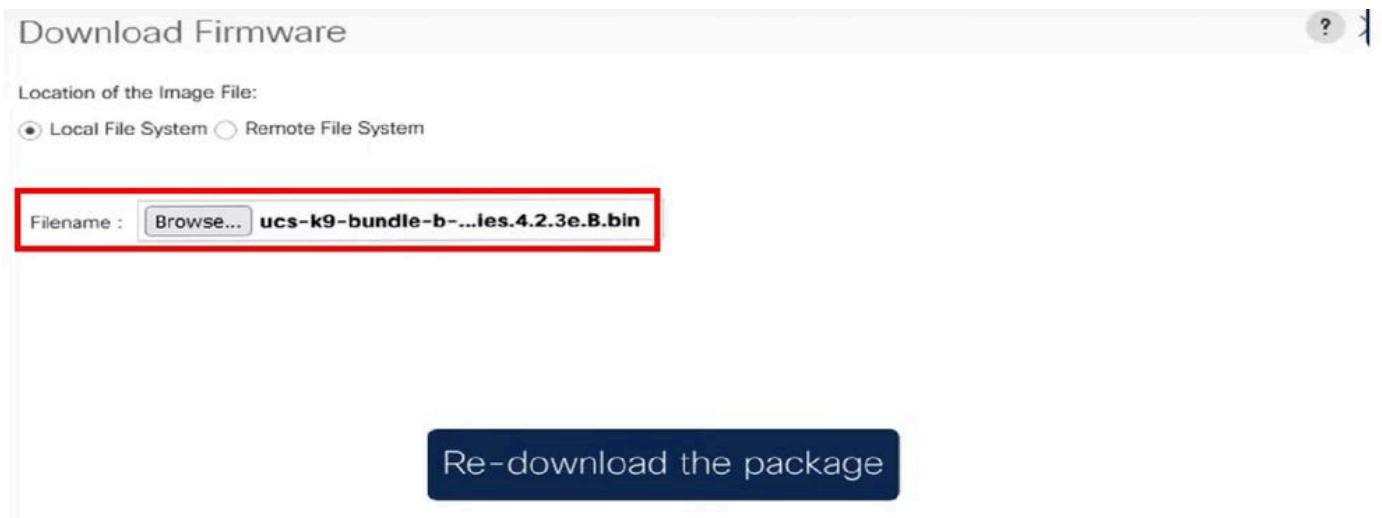 Download Firmware ?
Location of the Image File:
Local File System Remote File System
Filename : Browse... ucs-k9-bundle-b-...ies.4.2.3e.B.bin
Re-download the package